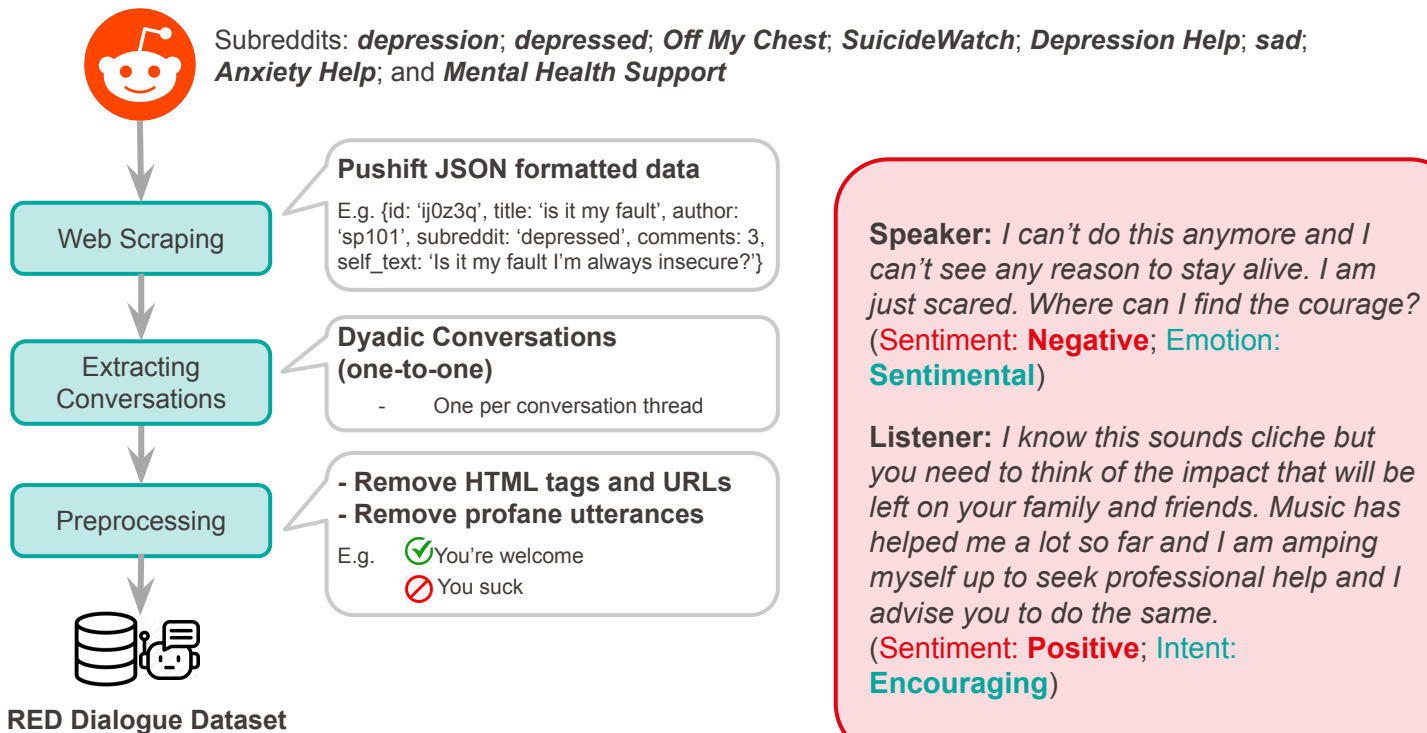 Subreddits: depression; depressed; Off My Chest; SuicideWatch; Depression Help; sad;
Anxiety Help; and Mental Health Support
Web Scraping
Pushift JSON formatted data
E.g. {id: ‘ij0z3q’, title: ‘is it my fault’, author:
‘sp101’, subreddit: ‘depressed’, comments: 3,
self_text: ‘Is it my fault I’m always insecure?’}
Extracting
Conversations
Dyadic Conversations
(one-to-one)
- One per conversation thread
Preprocessing
- Remove HTML tags and URLs
- Remove profane utterances
E.g. You’re welcome
You suck
RED Dialogue Dataset
Speaker: I can’t do this anymore and I
can’t see any reason to stay alive. I am
just scared. Where can I find the courage?
(Sentiment: Negative; Emotion:
Sentimental)
Listener: I know this sounds cliche but
you need to think of the impact that will be
left on your family and friends. Music has
helped me a lot so far and I am amping
myself up to seek professional help and I
advise you to do the same.
(Sentiment: Positive; Intent:
Encouraging)